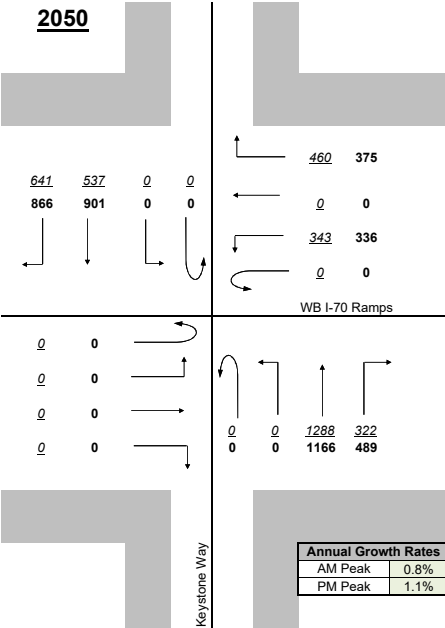 2050
460 375
641 537 0 0
866 901 0 0
0 0
343 336
0 0
WB I-70 Ramps
0 0
0 0
0 0
0 0
0 0 1288 322
0 0 1166 489
Keystone Way
Annual Growth Rates
AM Peak 0.8%
PM Peak 1.1%